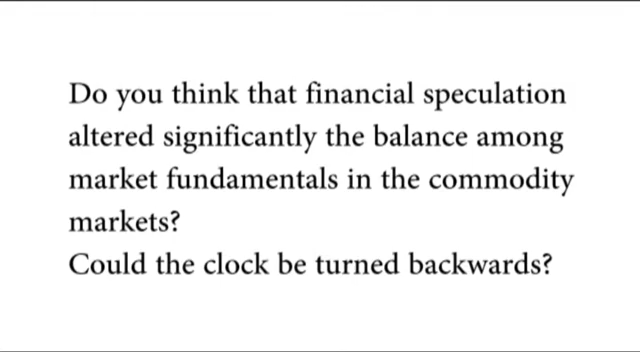 Do you think that financial speculation
altered significantly the balance among
market fundamentals in the commodity
markets?
Could the clock be turned backwards?